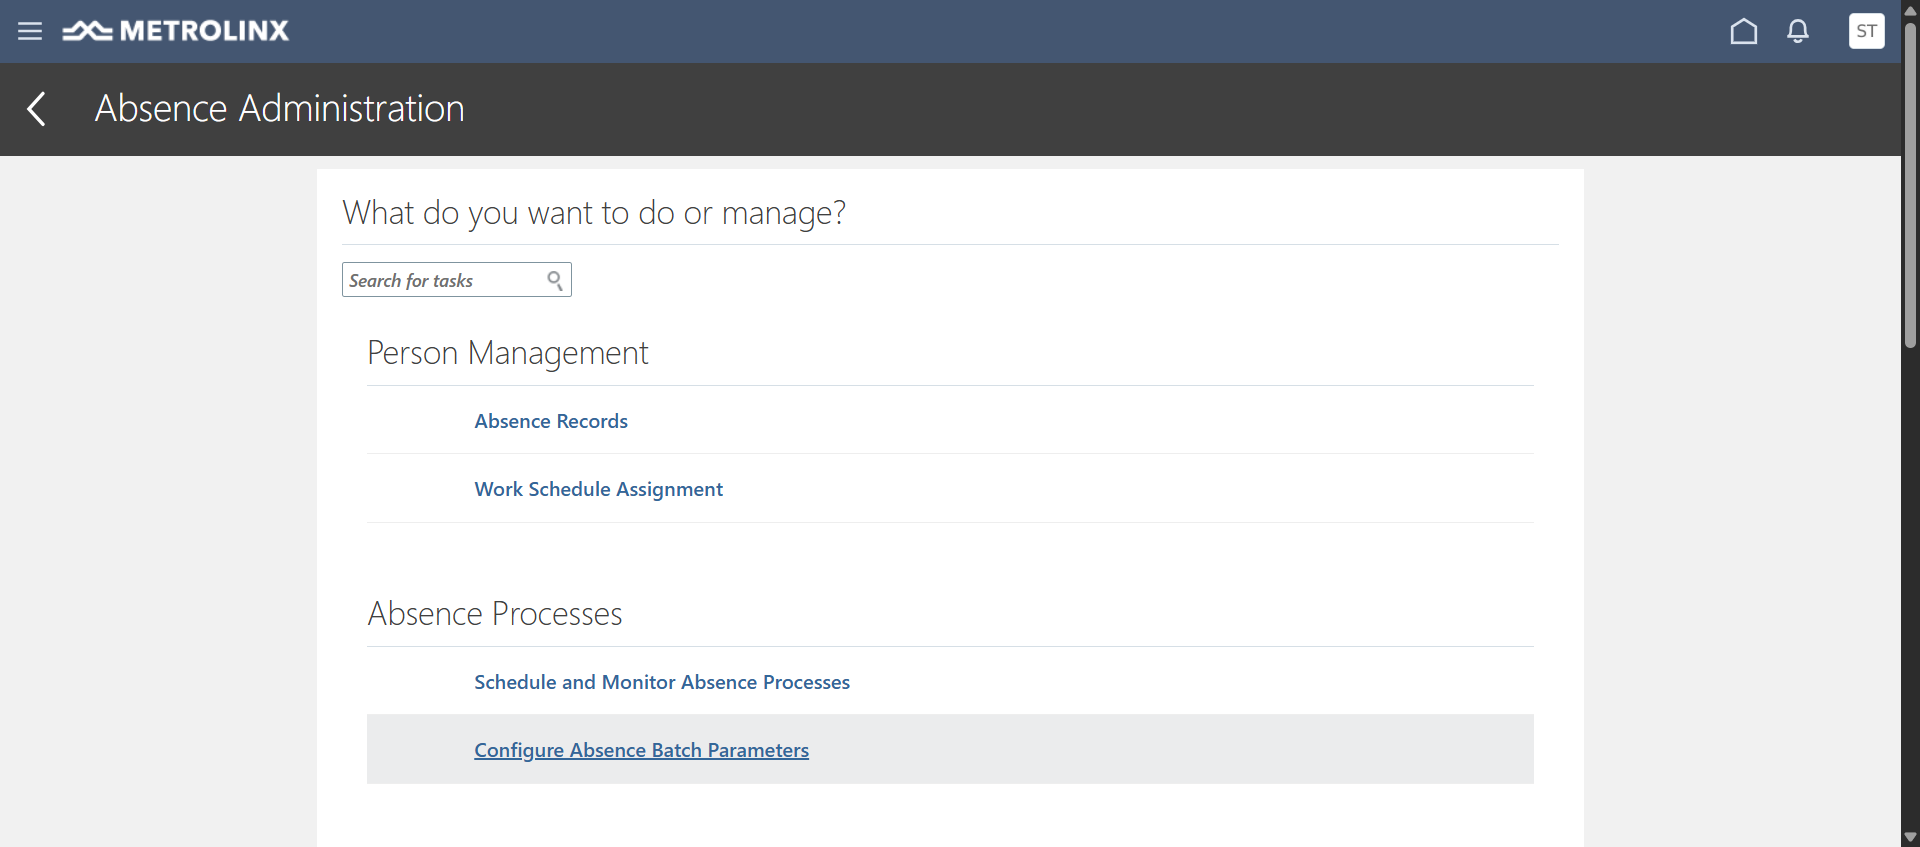 METROLINX
ST
Absence Administration
What do you want to do or manage?
Search for tasks
Person Management
Absence Records
Work Schedule Assignment
Absence Processes
Schedule and Monitor Absence Processes
Configure Absence Batch Parameters